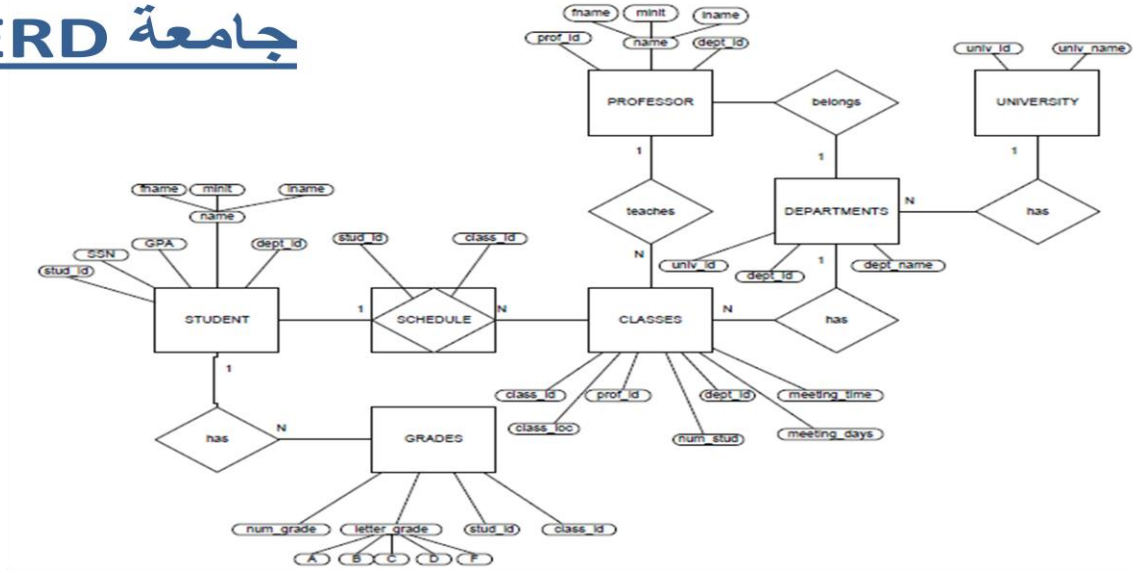 جامعة ERD
fname minit lname
prof_id name dept_id
univ_id univ_name
PROFESSOR belongs UNIVERSITY
1 1 1
fname minit lname
name
teaches DEPARTMENTS N has
SSN GPA dept_id stud_id class_id
stud_id
N univ_id dept_id 1 dept_name
STUDENT 1 SCHEDULE N CLASSES N has
1
class_id prof_id dept_id meeting_time
class_loc num_stud meeting_days
has N GRADES
num_grade letter_grade stud_id class_id
A B C D F